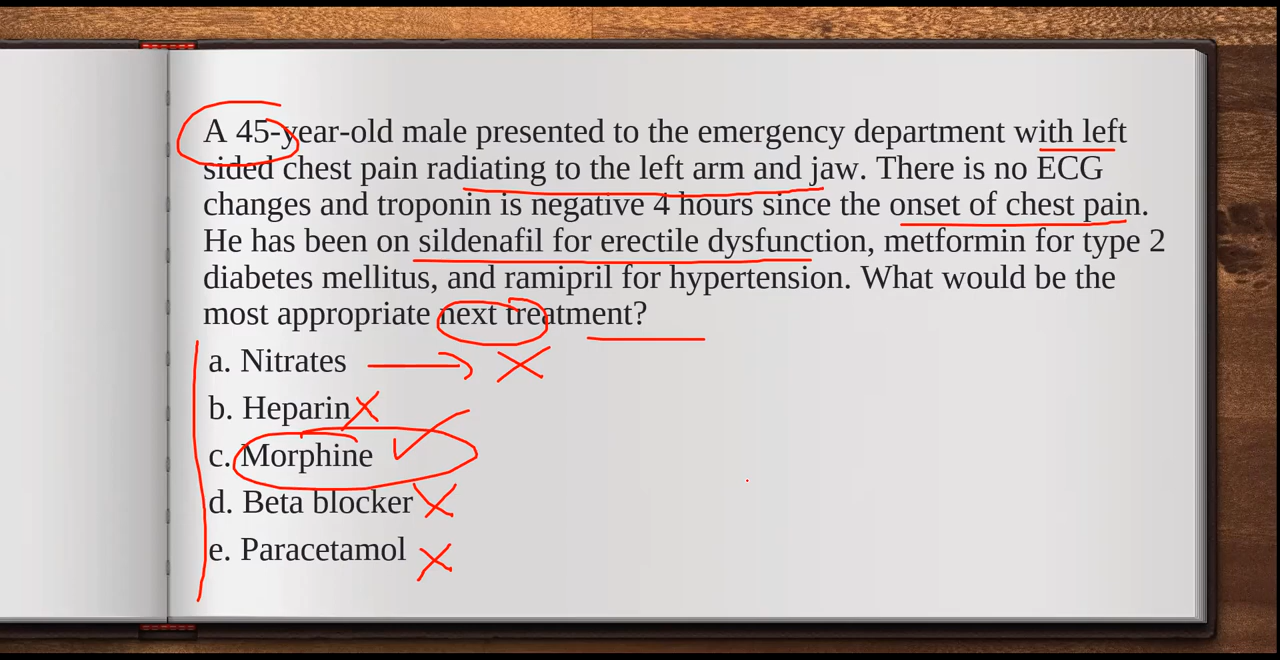 A 45-year-old male presented to the emergency department with left
sided chest pain radiating to the left arm and jaw. There is no ECG
changes and troponin is negative 4 hours since the onset of chest pain.
He has been on sildenafil for erectile dysfunction, metformin for type 2
diabetes mellitus, and ramipril for hypertension. What would be the
most appropriate next treatment?
a. Nitrates
b. Heparin
c. Morphine
d. Beta blocker
e. Paracetamol